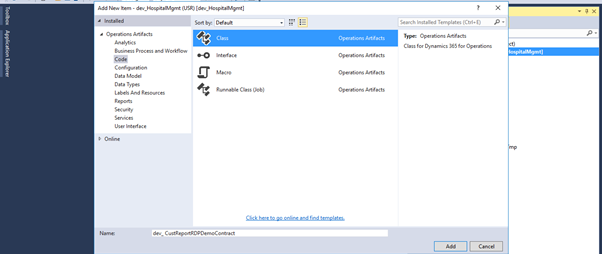 Add New Item - dev_HospitalMgmt (USR) [dev_HospitalMgmt]
Toolbox
Application Explorer
Installed
Sort by: Default
Search Installed Templates (Ctrl+E)
Operations Artifacts
Analytics
Business Process and Workflow
Code
Configuration
Data Model
Data Types
Labels And Resources
Reports
Security
Services
User Interface
Online
Class Operations Artifacts
Interface Operations Artifacts
Macro Operations Artifacts
Runnable Class (Job) Operations Artifacts
Type: Operations Artifacts
Class for Dynamics 365 for Operations
Click here to go online and find templates.
Name: dev_CustReportRDPDemoContract
Add Cancel